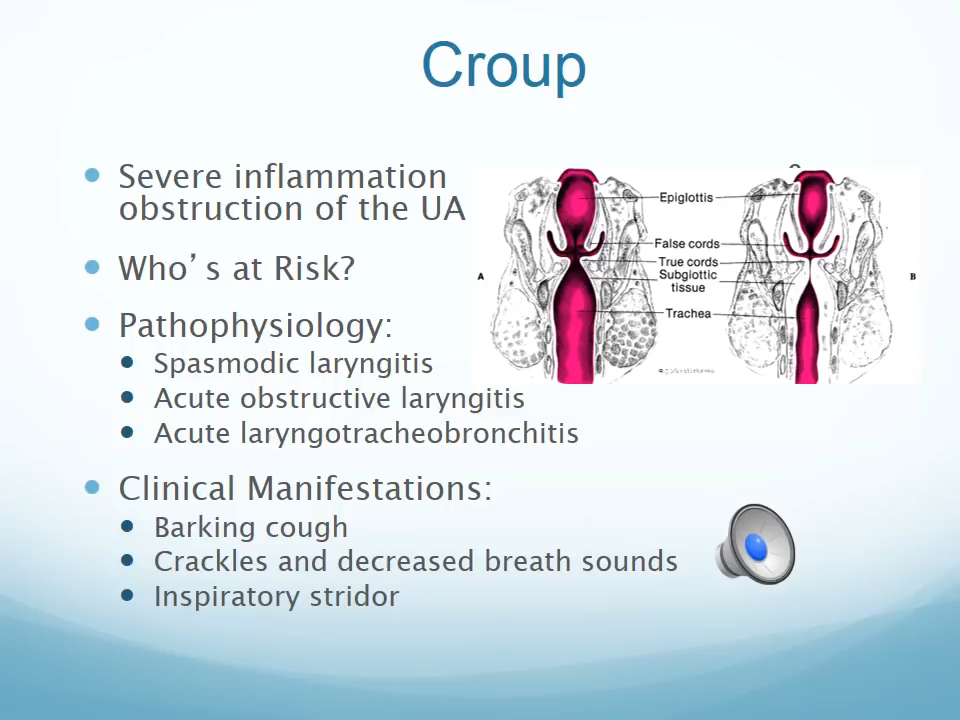 Croup
Severe inflammation
obstruction of the UA
Who's at Risk?
Pathophysiology:
Spasmodic laryngitis
Acute obstructive laryngitis
Acute laryngotracheobronchitis
Clinical Manifestations:
Barking cough
Crackles and decreased breath sounds
Inspiratory stridor
A
Epiglottis
False cords
True cords
Subglottic
tissue
Trachea
B